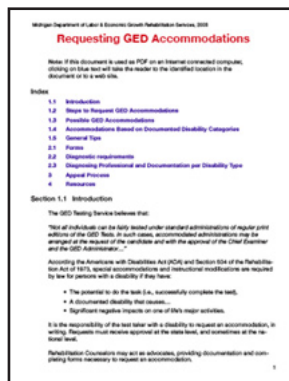 Michigan Department of Labor & Economic Growth Rehabilitation Services, 2008
Requesting GED Accommodations
Note: If this document is used as PDF on an Internet connected computer,
clicking on blue text will take the reader to the identified location in the
document or to a web site.
Index
1.1 Introduction
1.2 Steps to Request GED Accommodations
1.3 Possible GED Accommodations
1.4 Accommodations Based on Documented Disability Categories
1.5 General Tips
2.1 Forms
2.2 Diagnostic requirements
2.3 Diagnosing Professional and Documentation per Disability Type
3 Appeal Process
4 Resources
Section 1.1 Introduction
The GED Testing Service believes that:
"Not all individuals can be fairly tested under standard administrations of regular print
editions of the GED Tests. In such cases, accommodated administrations may be
arranged at the request of the candidate and with the approval of the Chief Examiner
and the GED Administrator..."
According the Americans with Disabilities Act (ADA) and Section 504 of the Rehabilita-
tion Act of 1973, special accommodations and instructional modifications are required
by law for persons with a disability if they have:
• The potential to do the task (i.e., successfully complete the test),
• A documented disability that causes...
• Significant negative impacts on one of life's major activities.
It is the responsibility of the test taker with a disability to request an accommodation, in
writing. Requests must receive approval at the state level, and sometimes at the na-
tional level.
Rehabilitation Counselors may act as advocates, providing documentation and com-
pleting forms necessary to request an accommodation.
1